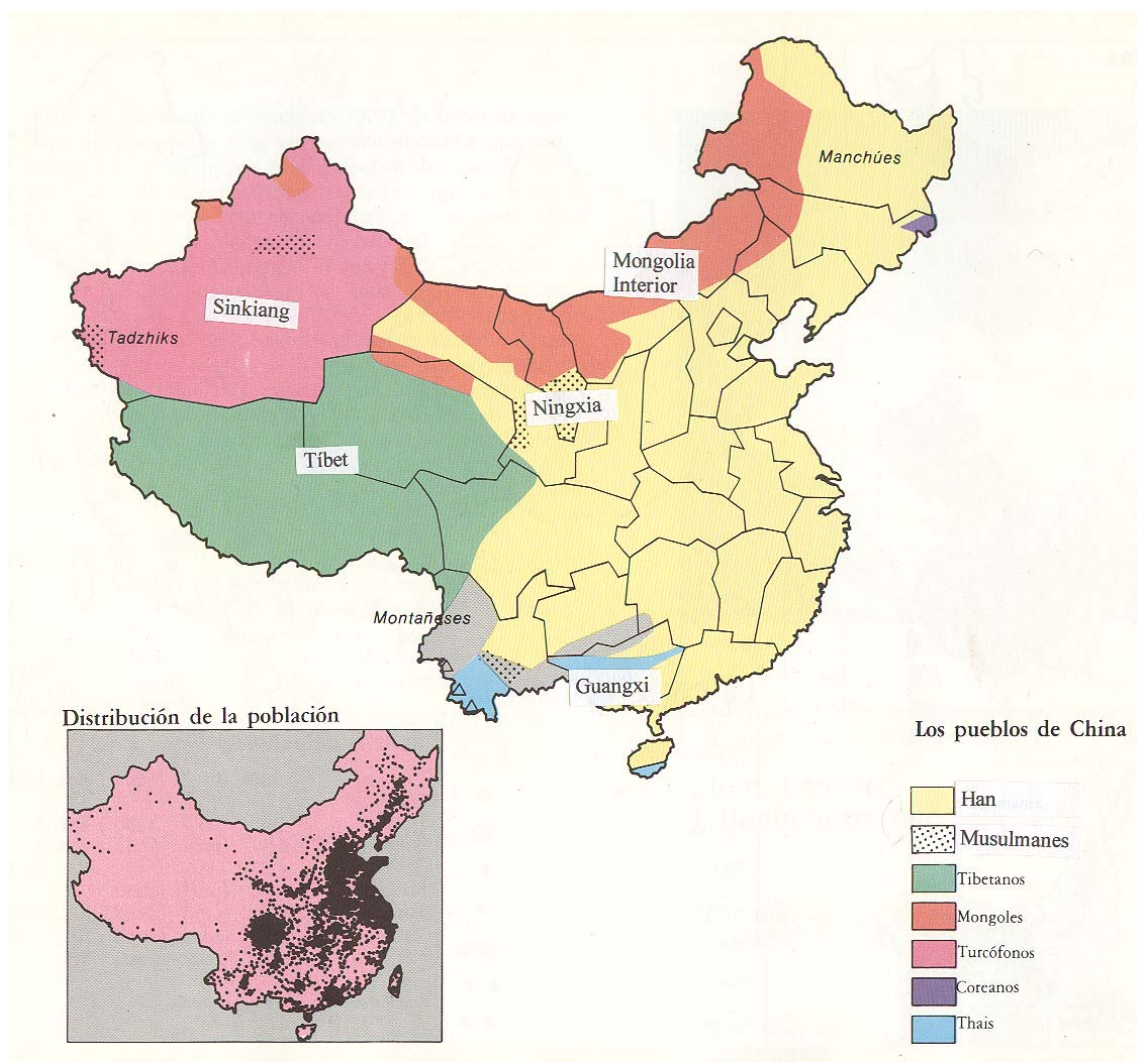 Manchúes
Mongolia
Interior
Sinkiang
Tadzhiks
Ningxia
Tíbet
Montañeses
Guangxi
Distribución de la población
Los pueblos de China
Han
Musulmanes
Tibetanos
Mongoles
Turcófonos
Coreanos
Thais